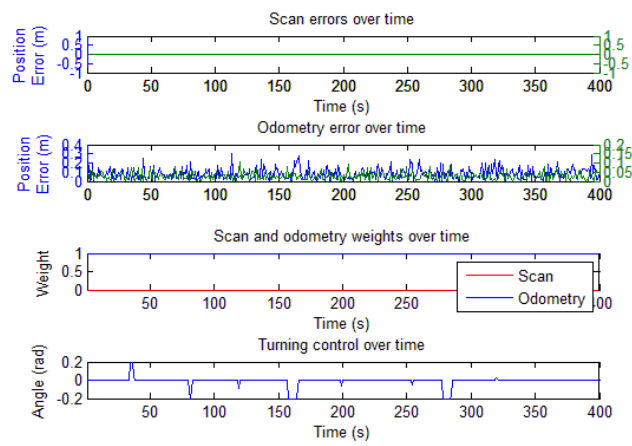 Scan errors over time
Position Error (m)
1
0.5
0
-0.5
-1
1
0.5
0
-0.5
-1
0 50 100 150 200 250 300 350 400
Time (s)
Odometry error over time
Position Error (m)
0.4
0.3
0.2
0.1
0
0.2
0.15
0.1
0.05
0
0 50 100 150 200 250 300 350 400
Time (s)
Scan and odometry weights over time
Weight
1
0.5
0
50 100 150 200 250 300 350 400
Time (s)
Scan
Odometry
Turning control over time
Angle (rad)
0.2
0
-0.2
50 100 150 200 250 300 350 400
Time (s)